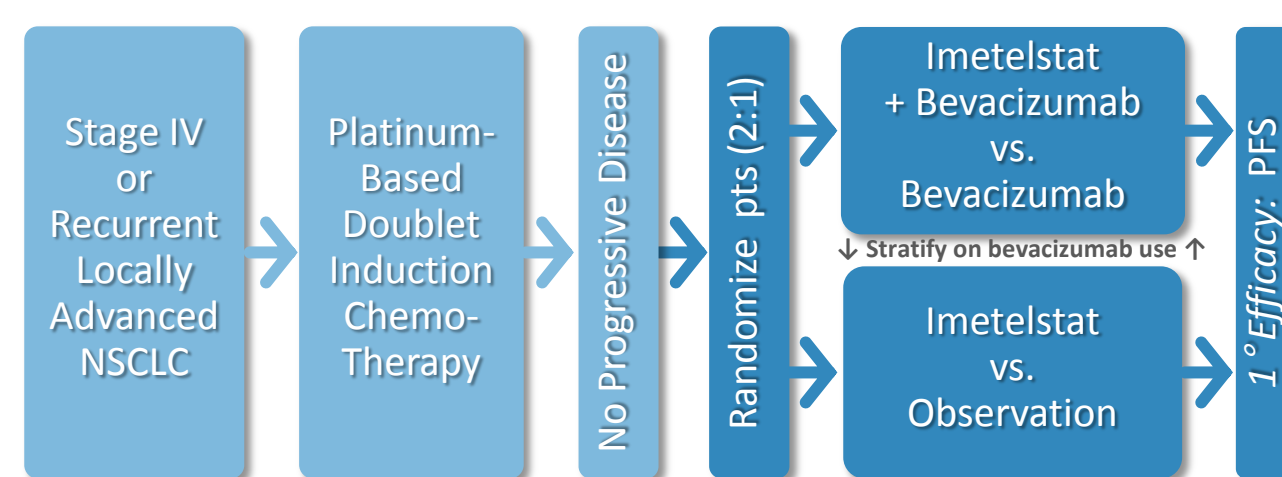 Stage IV
or
Recurrent
Locally
Advanced
NSCLC
Platinum-
Based
Doublet
Induction
Chemo-
Therapy
No Progressive Disease
Randomize pts (2:1)
Imetelstat
+ Bevacizumab
vs.
Bevacizumab
↓ Stratify on bevacizumab use ↑
Imetelstat
vs.
Observation
1° Efficacy: PFS